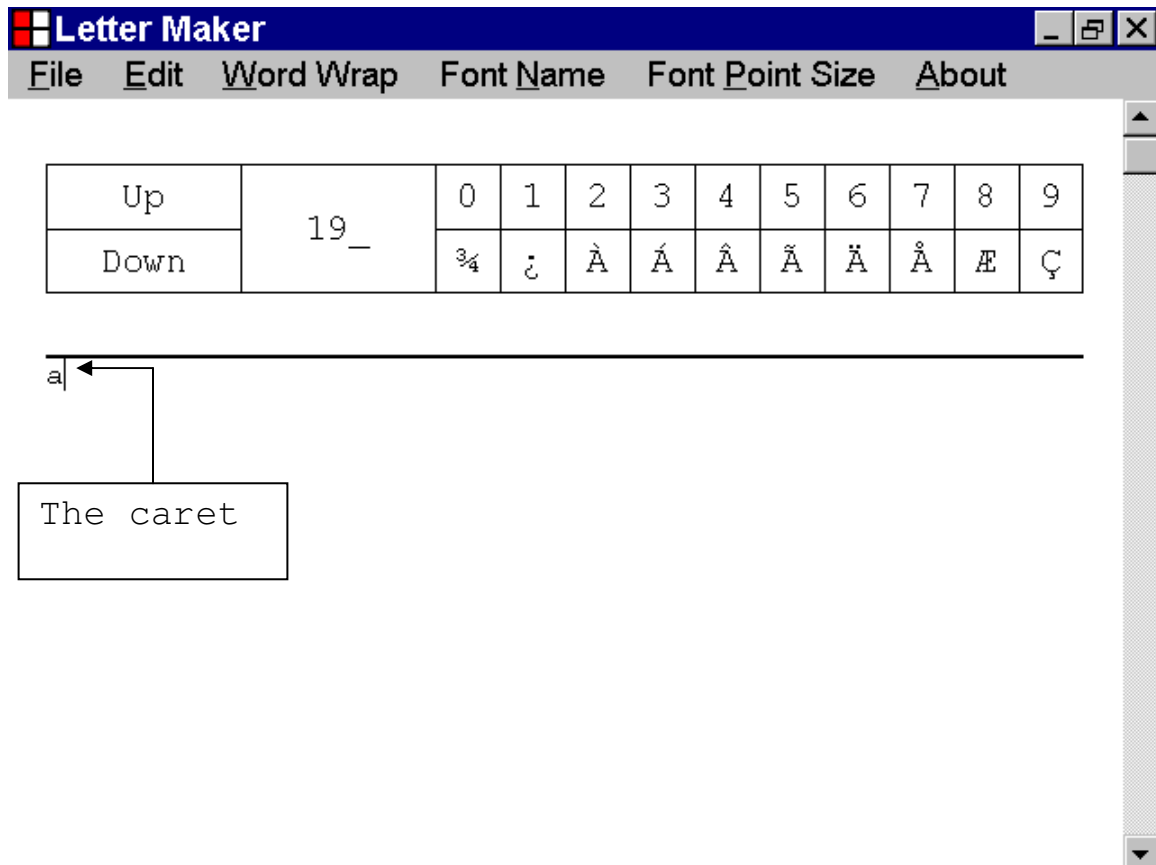 Letter Maker
File Edit Word Wrap Font Name Font Point Size About
Up 19_ 0 1 2 3 4 5 6 7 8 9
Down ¾ ¿ À Á Â Ã Ä Å Æ Ç
a
The caret